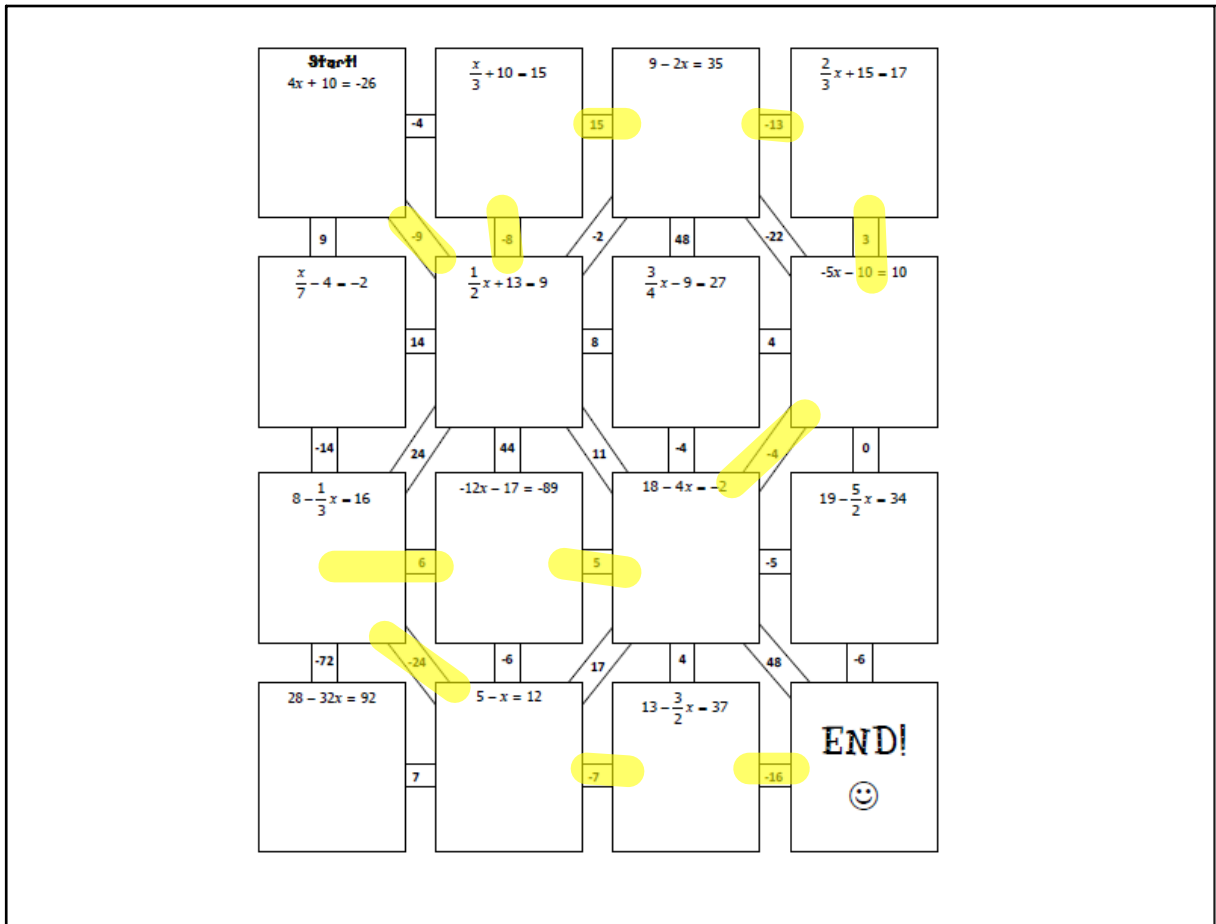 Start!
4x + 10 = -26
x/3 + 10 = 15
9 – 2x = 35
2/3 x + 15 = 17
-4
15
-13
9
-9
-8
-2
48
-22
3
x/7 – 4 = –2
1/2 x + 13 = 9
3/4 x – 9 = 27
-5x – 10 = 10
14
8
4
-14
24
44
11
-4
-4
0
8 – 1/3 x = 16
-12x – 17 = -89
18 – 4x = –2
19 – 5/2 x = 34
6
5
-5
-72
-24
-6
17
4
48
-6
28 – 32x = 92
5 – x = 12
13 – 3/2 x = 37
END!
7
-7
-16